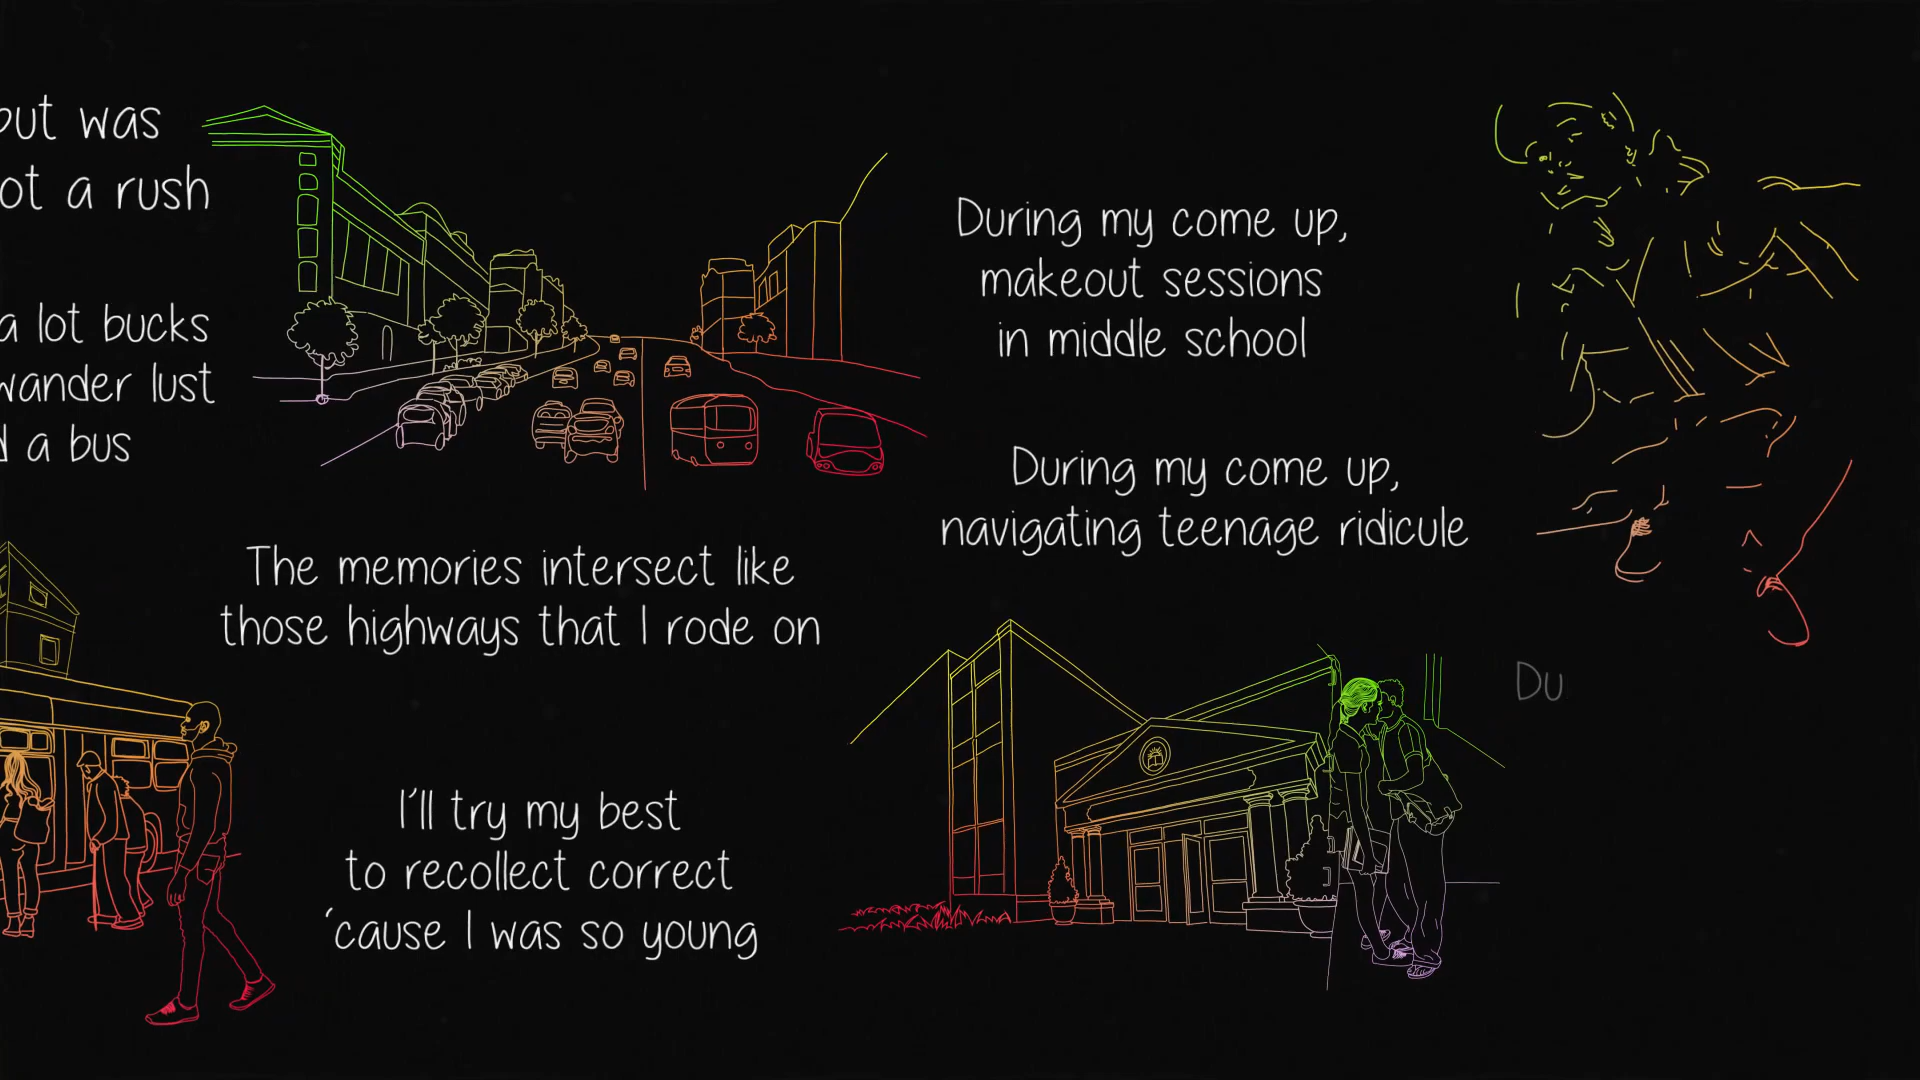 out was
ot a rush
a lot bucks
wander lust
d a bus
The memories intersect like
those highways that I rode on
I'll try my best
to recollect correct
'cause I was so young
During my come up,
makeout sessions
in middle school
During my come up,
navigating teenage ridicule
Du